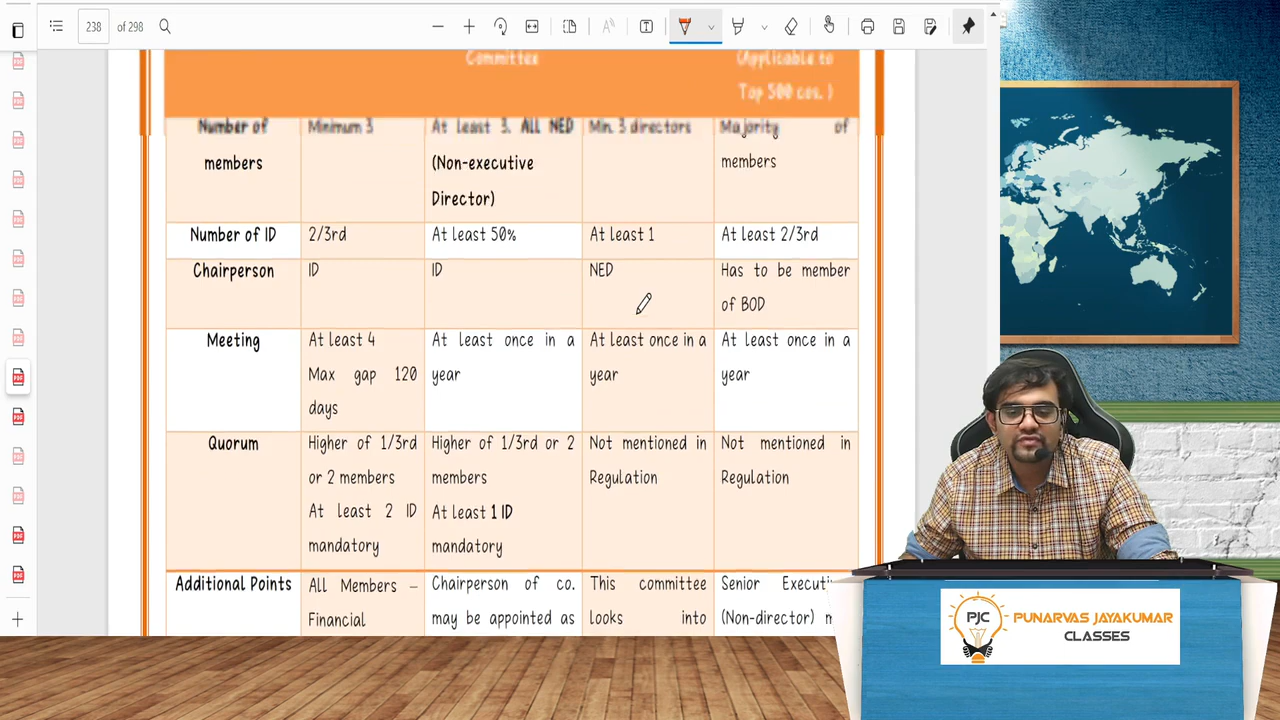 238 of 298
Committee (Applicable to
Top 500 cos. )
Number of Minimum 3 At least 3. ALL NED Min. 3 directors Majority of
members (Non-executive members
Director)
Number of ID 2/3rd At least 50% At least 1 At least 2/3rd
Chairperson ID ID NED Has to be member
of BOD
Meeting At least 4 At least once in a At least once in a At least once in a
Max gap 120 year year year
days
Quorum Higher of 1/3rd Higher of 1/3rd or 2 Not mentioned in Not mentioned in
or 2 members members Regulation Regulation
At least 2 ID At least 1 ID
mandatory mandatory
Additional Points ALL Members – Chairperson of co. This committee Senior
Financial may be appointed as looks into (Non-director)
PJC PUNARVAS JAYAKUMAR
CLASSES